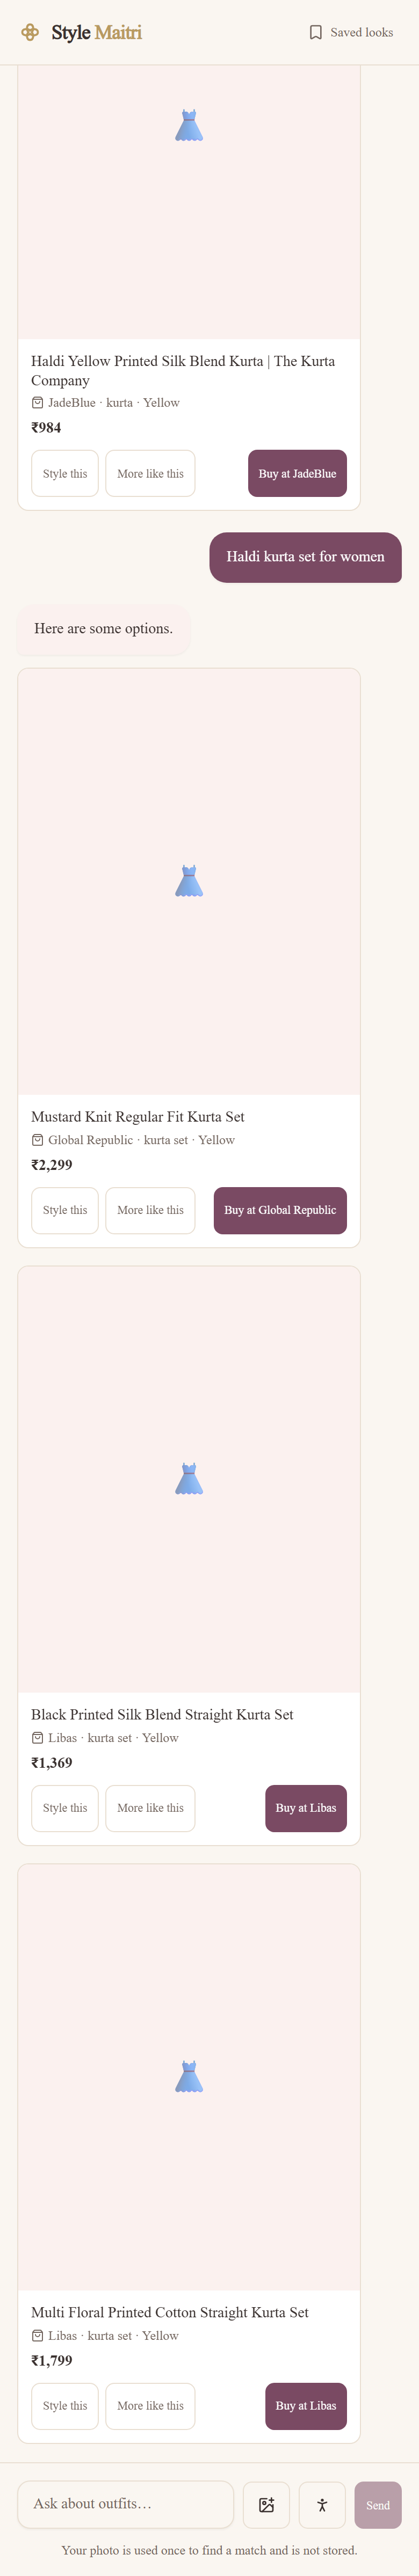 Style Maitri
Saved looks
Haldi Yellow Printed Silk Blend Kurta | The Kurta
Company
JadeBlue · kurta · Yellow
₹984
Style this
More like this
Buy at JadeBlue
Haldi kurta set for women
Here are some options.
Mustard Knit Regular Fit Kurta Set
Global Republic · kurta set · Yellow
₹2,299
Style this
More like this
Buy at Global Republic
Black Printed Silk Blend Straight Kurta Set
Libas · kurta set · Yellow
₹1,369
Style this
More like this
Buy at Libas
Multi Floral Printed Cotton Straight Kurta Set
Libas · kurta set · Yellow
₹1,799
Style this
More like this
Buy at Libas
Ask about outfits…
Send
Your photo is used once to find a match and is not stored.